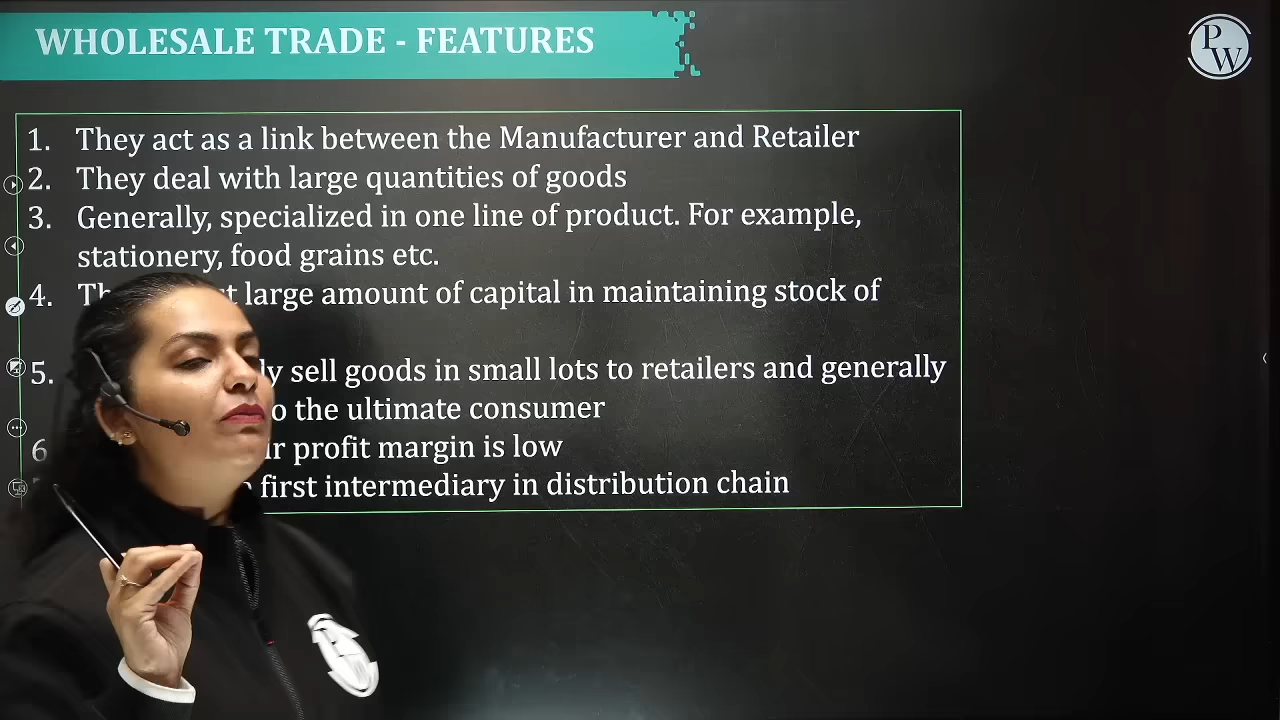 WHOLESALE TRADE - FEATURES
PW
1. They act as a link between the Manufacturer and Retailer
2. They deal with large quantities of goods
3. Generally, specialized in one line of product. For example,
stationery, food grains etc.
4. large amount of capital in maintaining stock of
5. sell goods in small lots to retailers and generally
the ultimate consumer
6 profit margin is low
first intermediary in distribution chain